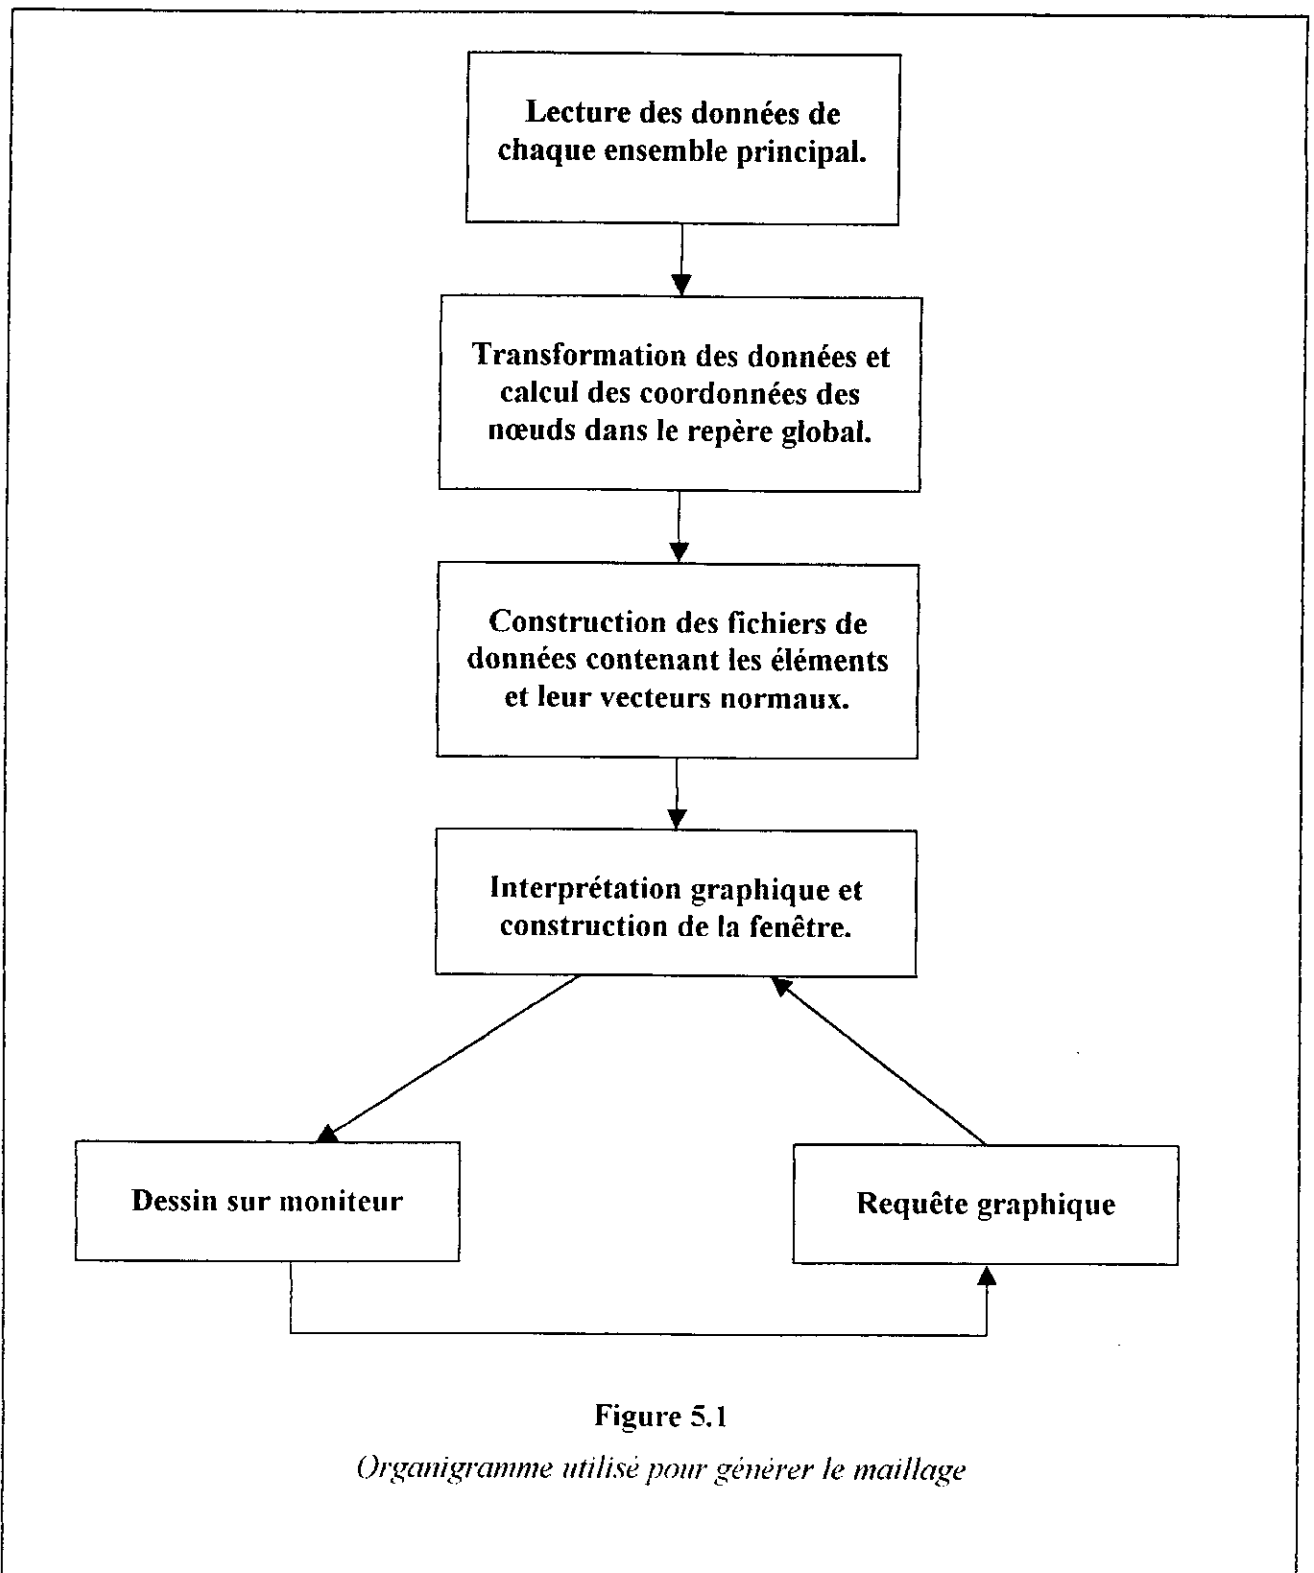 Lecture des données de
chaque ensemble principal.
Transformation des données et
calcul des coordonnées des
nœuds dans le repère global.
Construction des fichiers de
données contenant les éléments
et leur vecteurs normaux.
Interprétation graphique et
construction de la fenêtre.
Dessin sur moniteur
Requête graphique
Figure 5.1
Organigramme utilisé pour générer le maillage